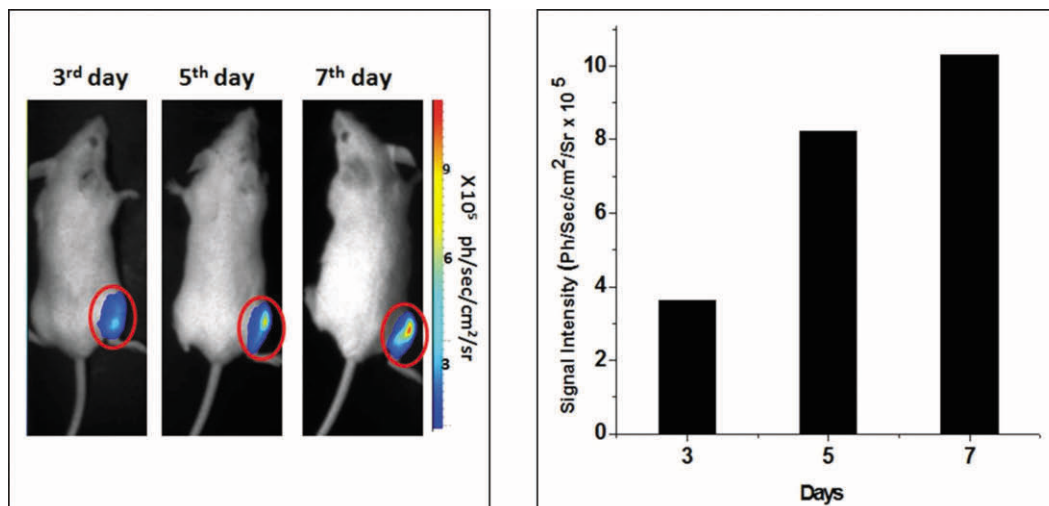 3rd day
5th day
7th day
9
6
3
X 10⁵ ph/sec/cm²/sr
Signal Intensity (Ph/Sec/cm²/Sr x 10⁵
10
8
6
4
2
0
3 5 7
Days